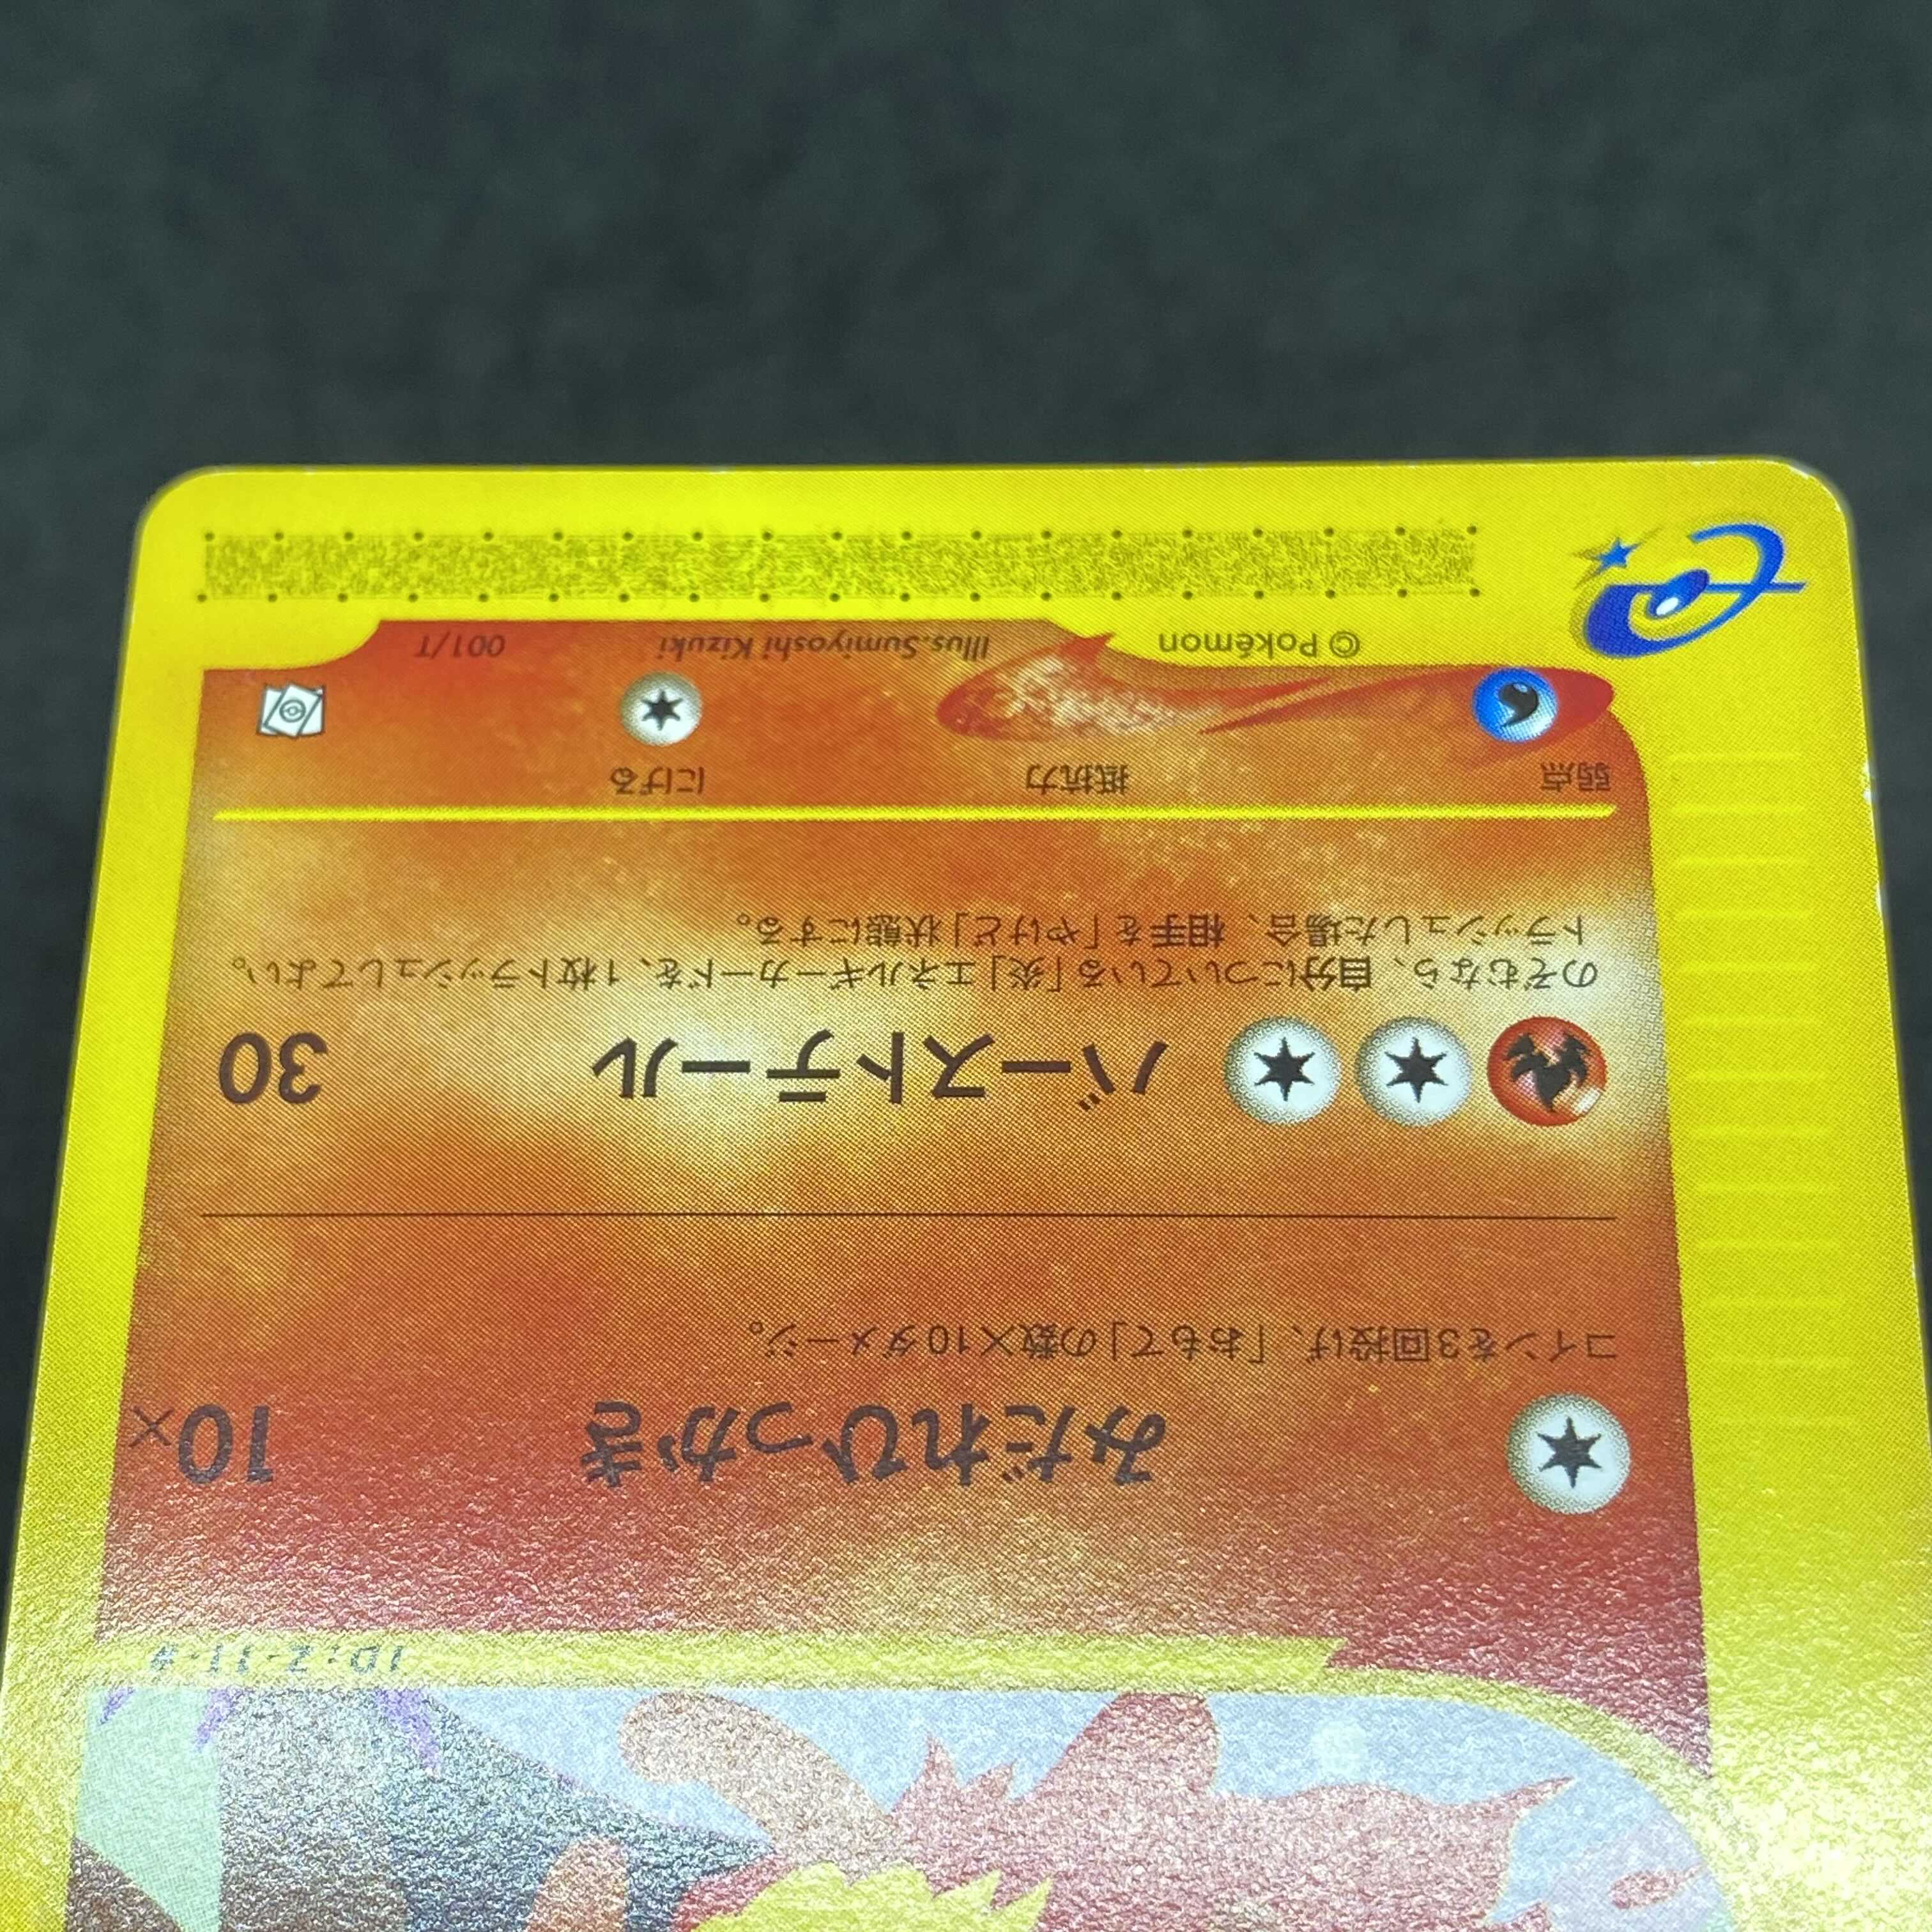 ID:Z-11-#
みだれひっかき 10×
コインを3回投げ、「おもて」の数×10ダメージ。
バーストテール 30
のぞむなら、自分についている「炎」エネルギーカードを、1枚トラッシュしてよい。
トラッシュした場合、相手を「やけど」状態にする。
弱点 抵抗力 にげる
©Pokémon Illus.Sumiyoshi Kizuki 001/T